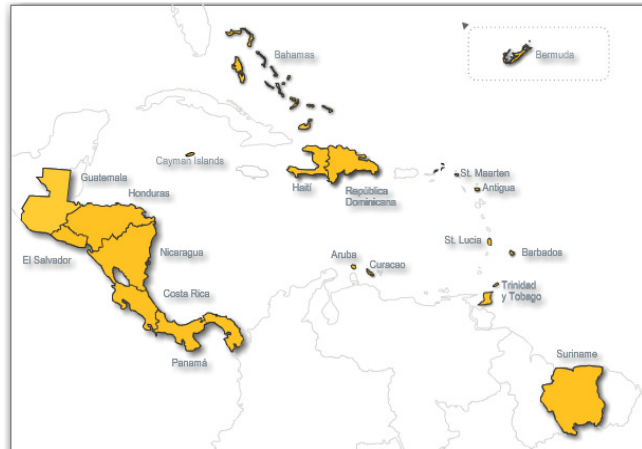 Bahamas
Bermuda
Cayman Islands
Guatemala
Honduras
Haití
República
Dominicana
St. Maarten
Antigua
Nicaragua
El Salvador
St. Lucia
Barbados
Aruba
Curacao
Costa Rica
Trinidad
y Tobago
Panamá
Suriname